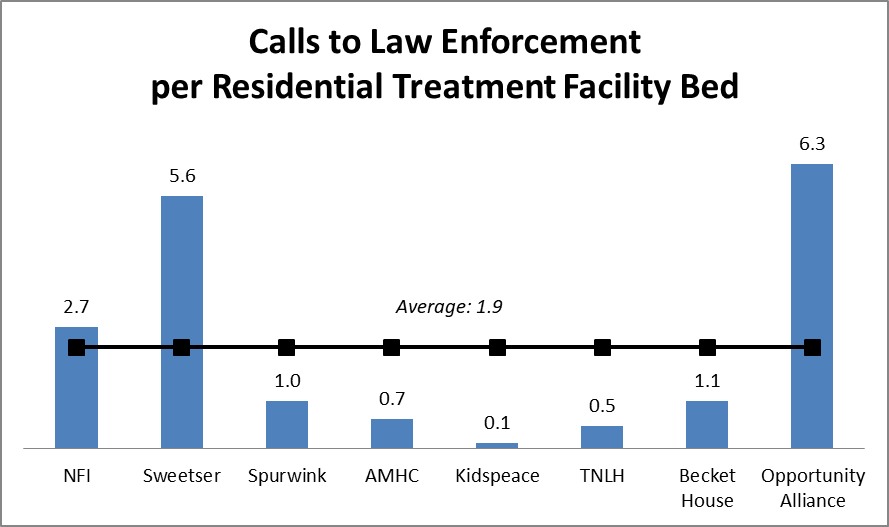 Calls to Law Enforcement
per Residential Treatment Facility Bed
6.3
5.6
2.7
Average: 1.9
1.0
0.7
0.1
0.5
1.1
NFI
Sweetser
Spurwink
AMHC
Kidspeace
TNLH
Becket
House
Opportunity
Alliance